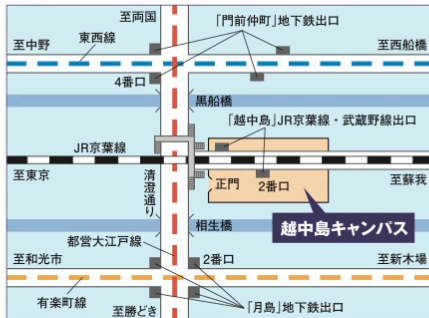 至両国
「門前仲町」地下鉄出口
至中野
東西線
至西船橋
4番口
黒船橋
「越中島」JR京葉線・武蔵野線出口
JR京葉線
至東京
清澄通り
正門
2番口
至蘇我
越中島キャンパス
相生橋
都営大江戸線
至和光市
2番口
至新木場
有楽町線
「月島」地下鉄出口
至勝どき